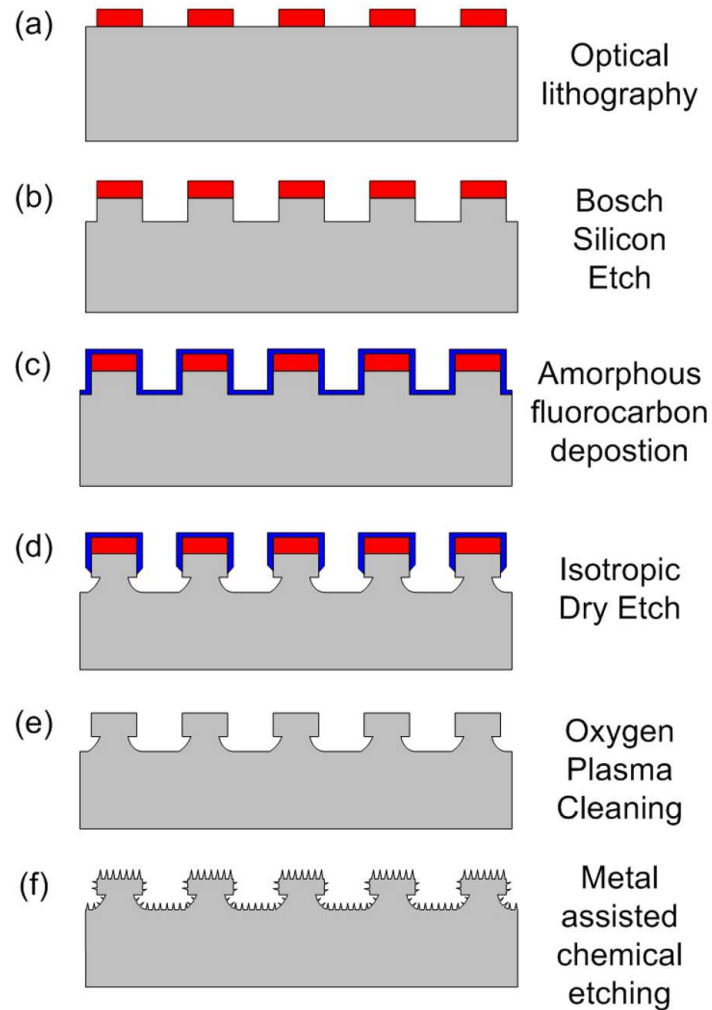 (a)
Optical
lithography
(b)
Bosch
Silicon
Etch
(c)
Amorphous
fluorocarbon
depostion
(d)
Isotropic
Dry Etch
(e)
Oxygen
Plasma
Cleaning
(f)
Metal
assisted
chemical
etching